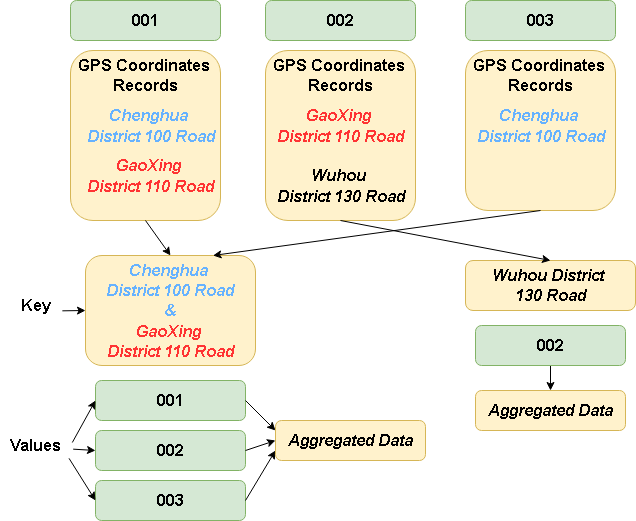 001
002
003
GPS Coordinates
Records
Chenghua
District 100 Road
GaoXing
District 110 Road
GPS Coordinates
Records
GaoXing
District 110 Road
Wuhou
District 130 Road
GPS Coordinates
Records
Chenghua
District 100 Road
Key
Chenghua
District 100 Road
&
GaoXing
District 110 Road
Wuhou District
130 Road
002
Aggregated Data
Values
001
002
003
Aggregated Data